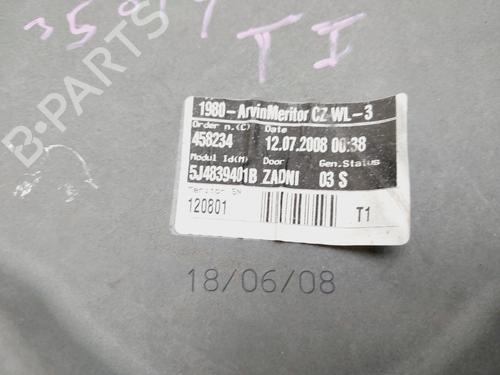 TI
1980-ArvinMeritor CZ WL-3
Order n.(C) Date
458234 12.07.2008 00:38
Modul Id(M) Door Gen.Status
5J4839401B ZADNI 03 S
120801 T1
18/06/08
B-PARTS